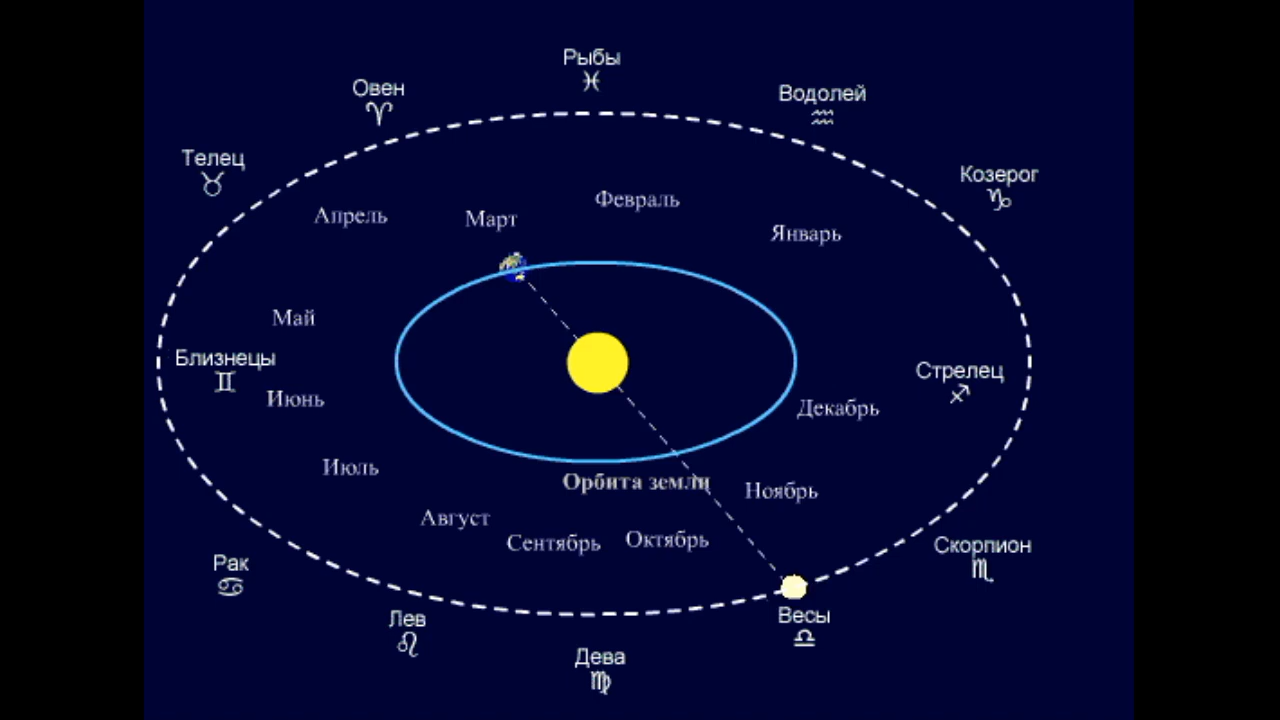 Рыбы
♓
Овен
♈
Водолей
♒
Телец
♉
Козерог
♑
Февраль
Апрель
Март
Январь
Май
Близнецы
♊
Стрелец
♐
Июнь
Декабрь
Июль
Орбита земли
Ноябрь
Август
Сентябрь
Октябрь
Скорпион
♏
Рак
♋
Лев
♌
Весы
♎
Дева
♍